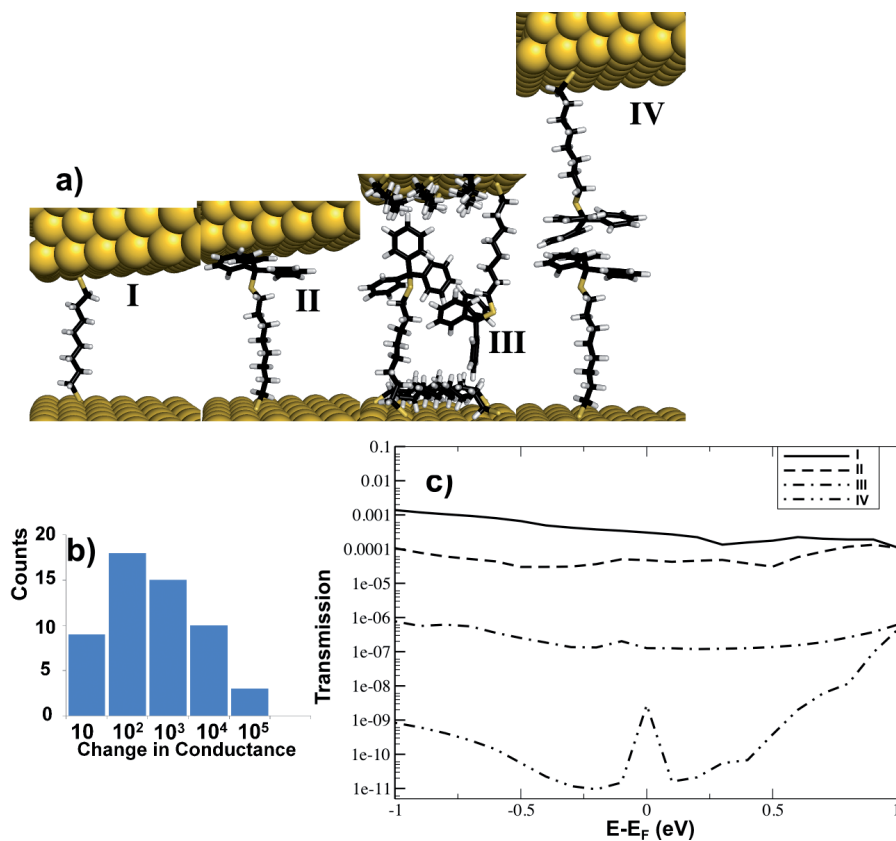 a)
I
II
III
IV
b)
Counts
20
15
10
5
0
10
10²
10³
10⁴
10⁵
Change in Conductance
c)
I
II
III
IV
Transmission
0.1
0.001
0.0001
1e-05
1e-06
1e-07
1e-08
1e-09
1e-10
1e-11
-1
-0.5
0
0.5
1
E-E_F (eV)